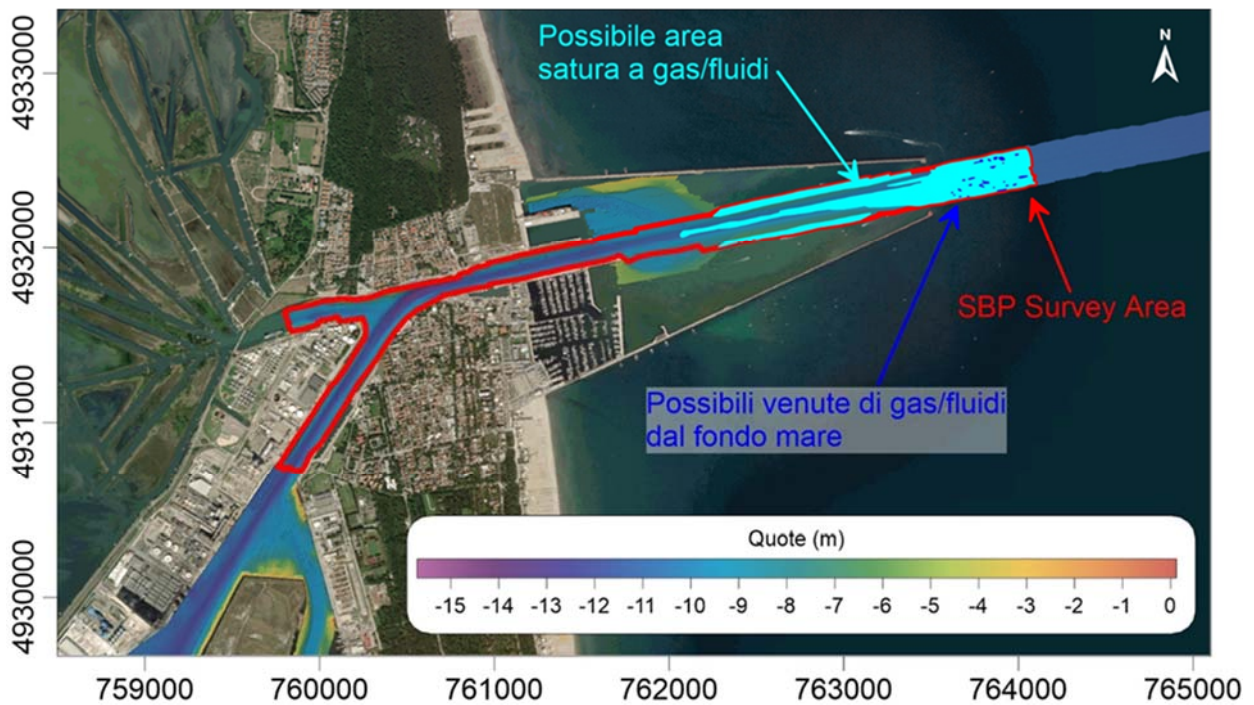 4933000
4932000
4931000
4930000
Possibile area
satura a gas/fluidi
N
SBP Survey Area
Possibili venute di gas/fluidi
dal fondo mare
Quote (m)
-15 -14 -13 -12 -11 -10 -9 -8 -7 -6 -5 -4 -3 -2 -1 0
759000 760000 761000 762000 763000 764000 765000